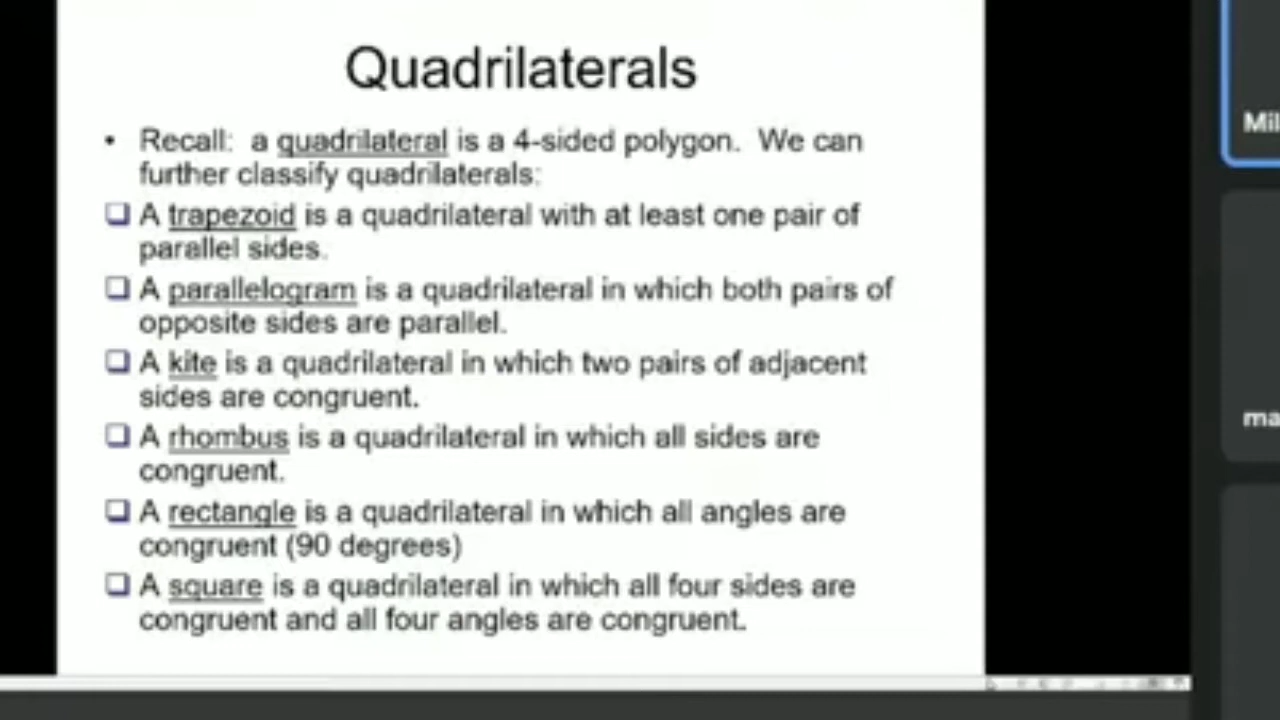 Quadrilaterals
• Recall: a quadrilateral is a 4-sided polygon. We can
further classify quadrilaterals:
❑ A trapezoid is a quadrilateral with at least one pair of
parallel sides.
❑ A parallelogram is a quadrilateral in which both pairs of
opposite sides are parallel.
❑ A kite is a quadrilateral in which two pairs of adjacent
sides are congruent.
❑ A rhombus is a quadrilateral in which all sides are
congruent.
❑ A rectangle is a quadrilateral in which all angles are
congruent (90 degrees)
❑ A square is a quadrilateral in which all four sides are
congruent and all four angles are congruent.
Mil
ma